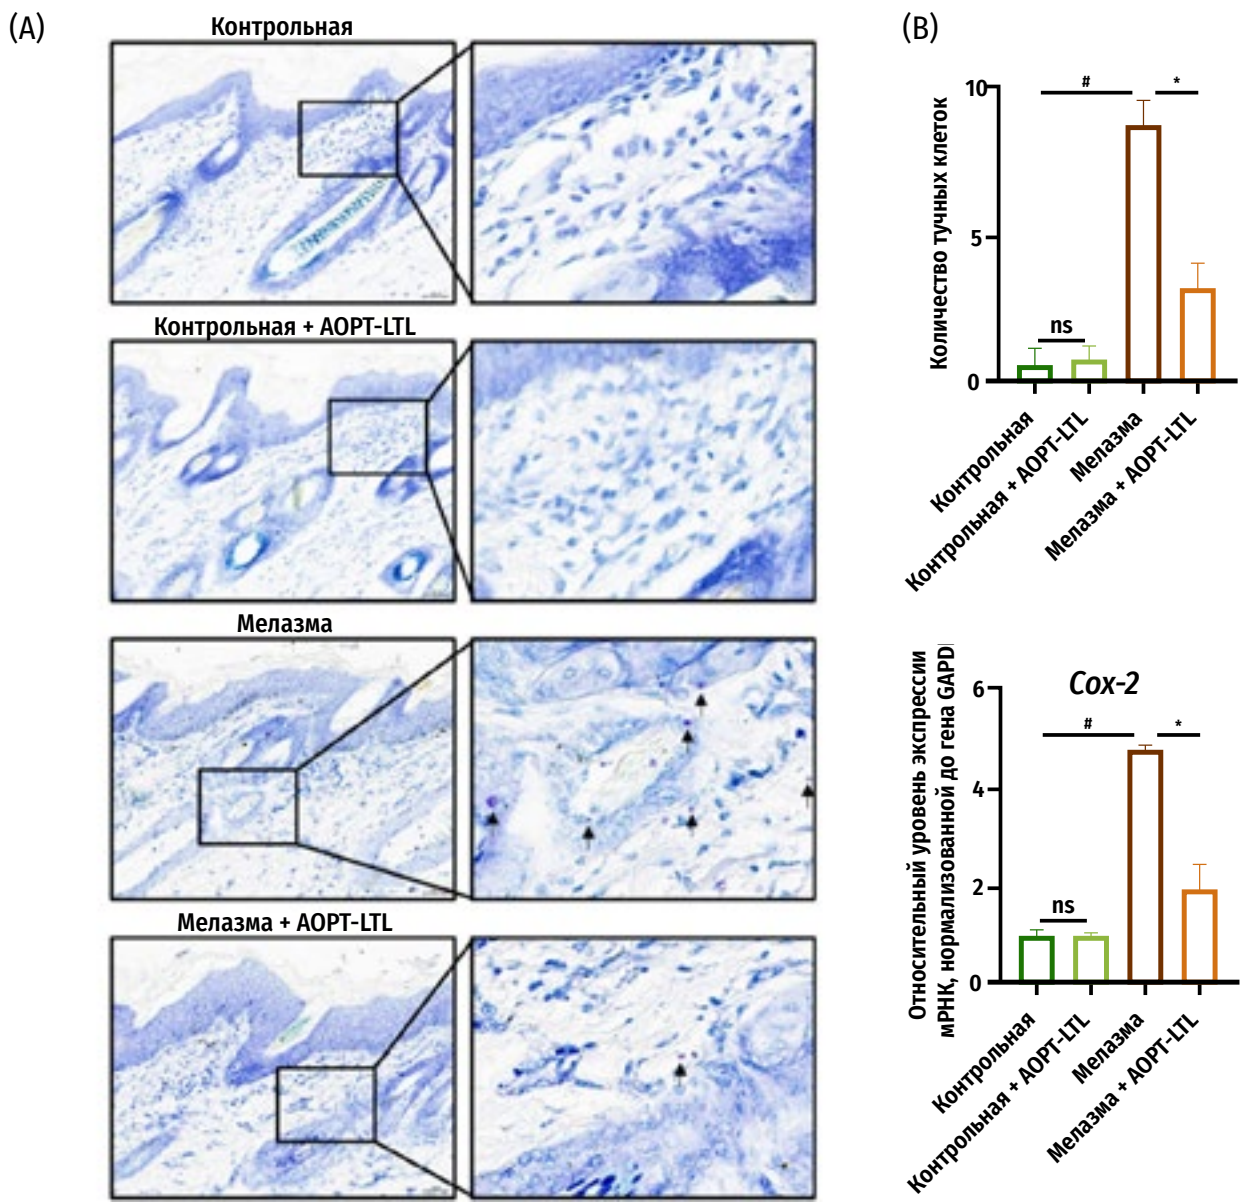 (A)
Контрольная
Контрольная + AOPT-LTL
Мелазма
Мелазма + AOPT-LTL
(B)
Количество тучных клеток
10
5
0
#
*
ns
Контрольная
Контрольная + AOPT-LTL
Мелазма
Мелазма + AOPT-LTL
Относительный уровень экспрессии
мРНК, нормализованной до гена GAPD
Cox-2
6
4
2
0
#
*
ns
Контрольная
Контрольная + AOPT-LTL
Мелазма
Мелазма + AOPT-LTL